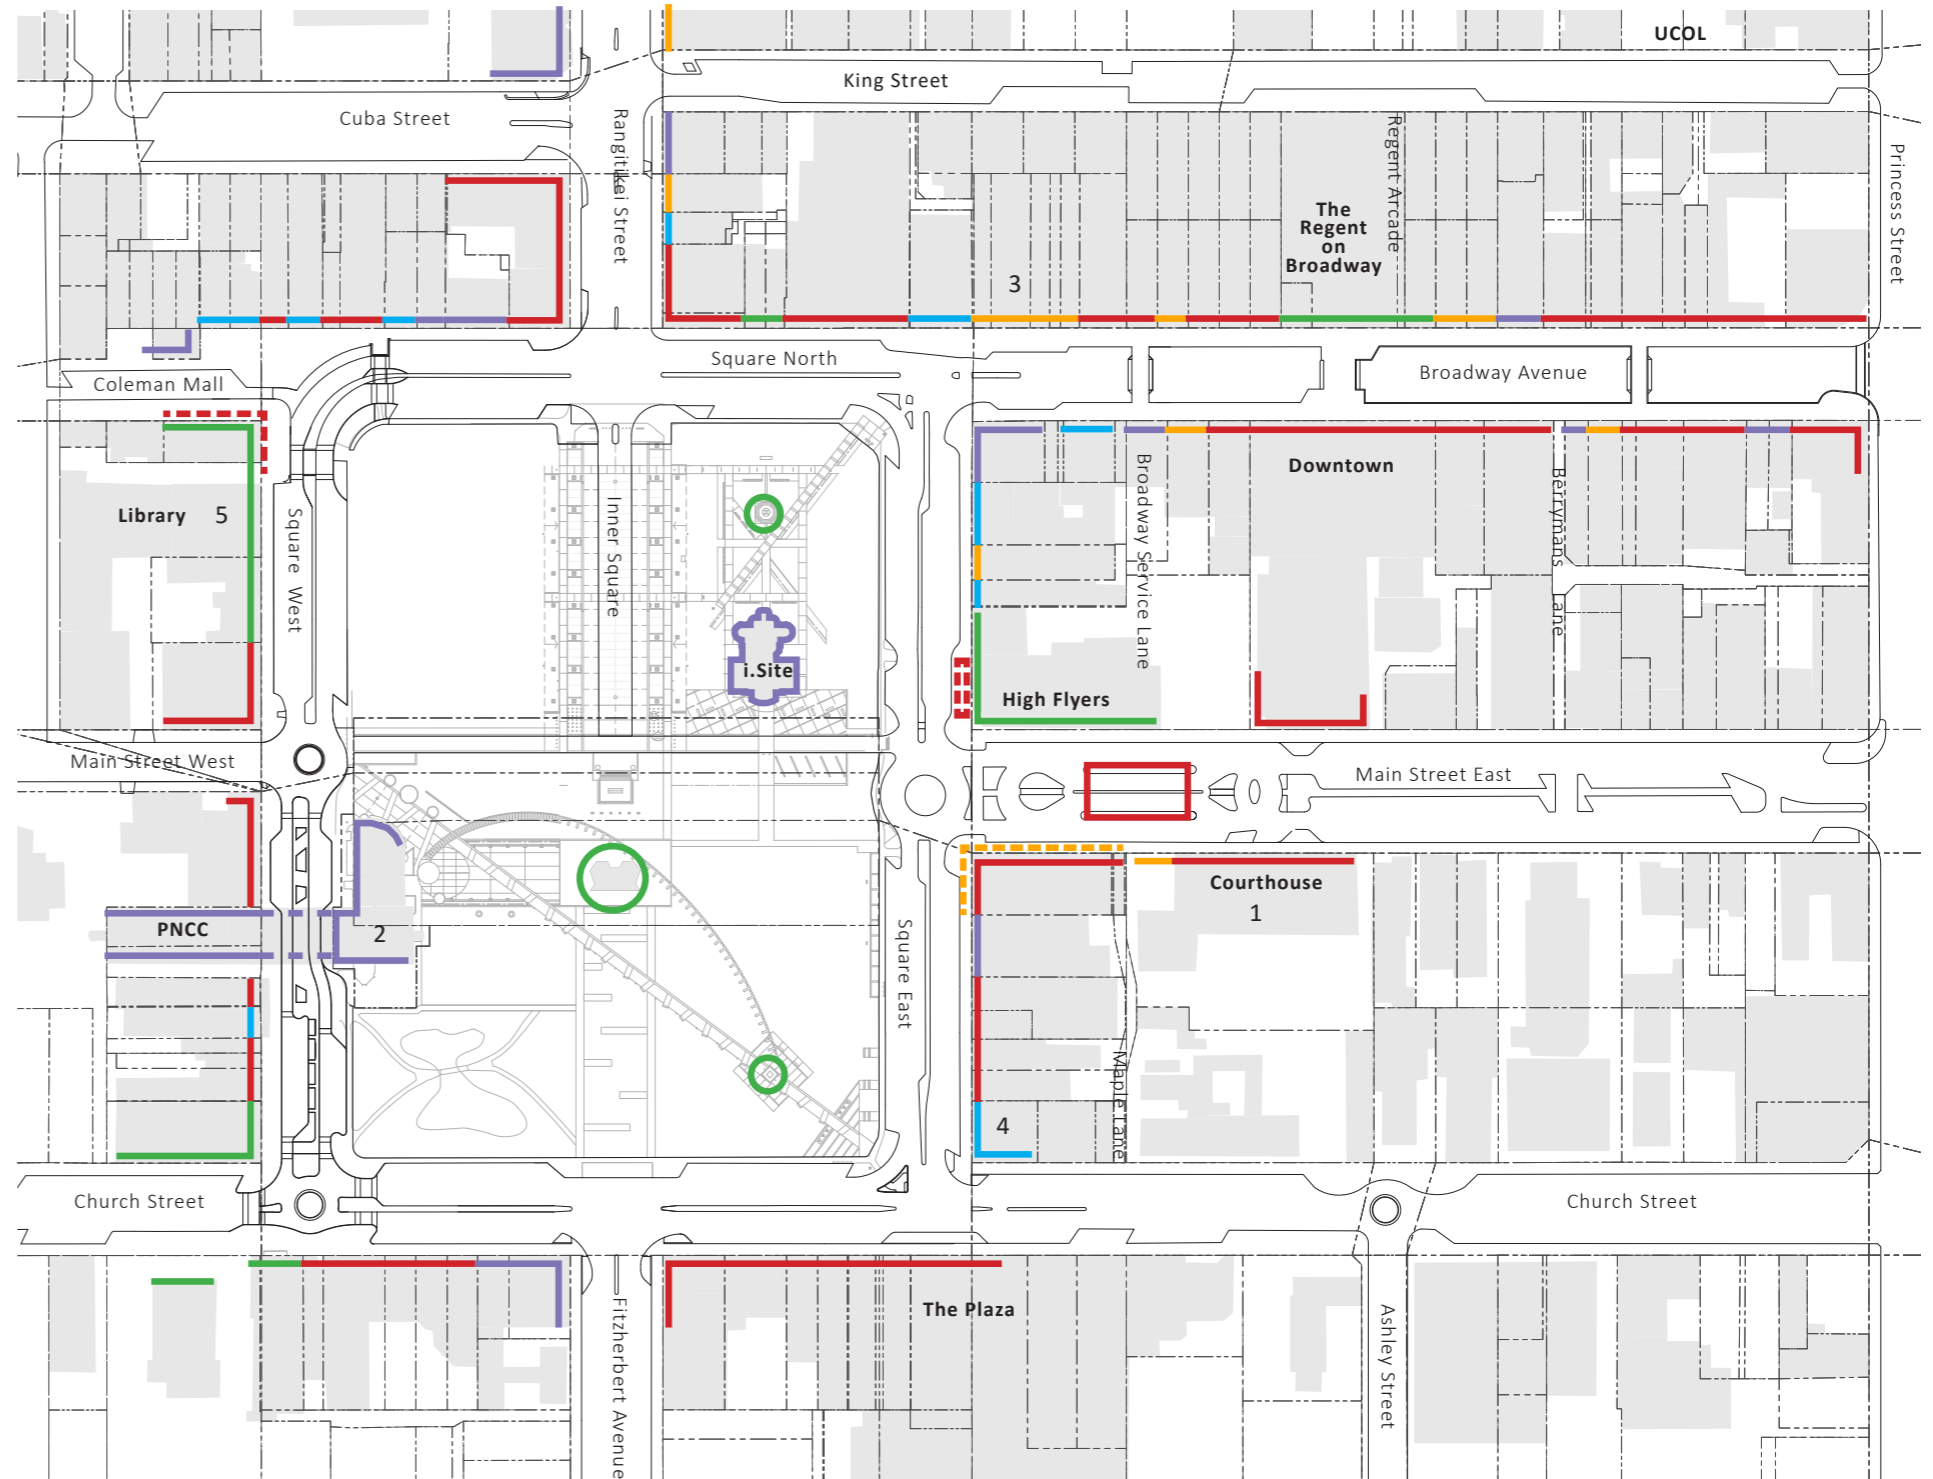 UCOL
King Street
Cuba Street
Rangitikei Street
Regent Arcade
Princess Street
The
Regent
on
Broadway
3
Square North
Coleman Mall
Broadway Avenue
Downtown
Library 5
Square West
Inner Square
Broadway Service Lane
Berrymans Lane
i.Site
High Flyers
Main Street West
Main Street East
Courthouse
1
PNCC
2
Square East
Maple Lane
4
Church Street
Church Street
The Plaza
Fitzherbert Avenue
Ashley Street